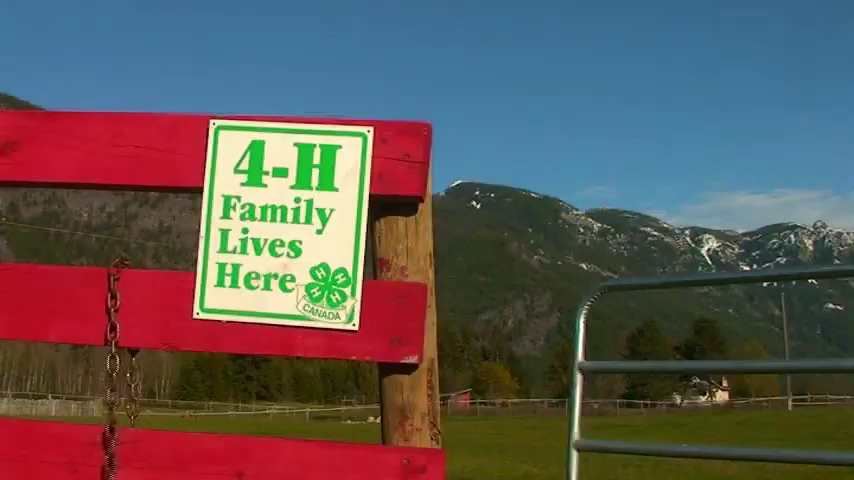 4-H
Family
Lives
Here
H H
H H
CANADA